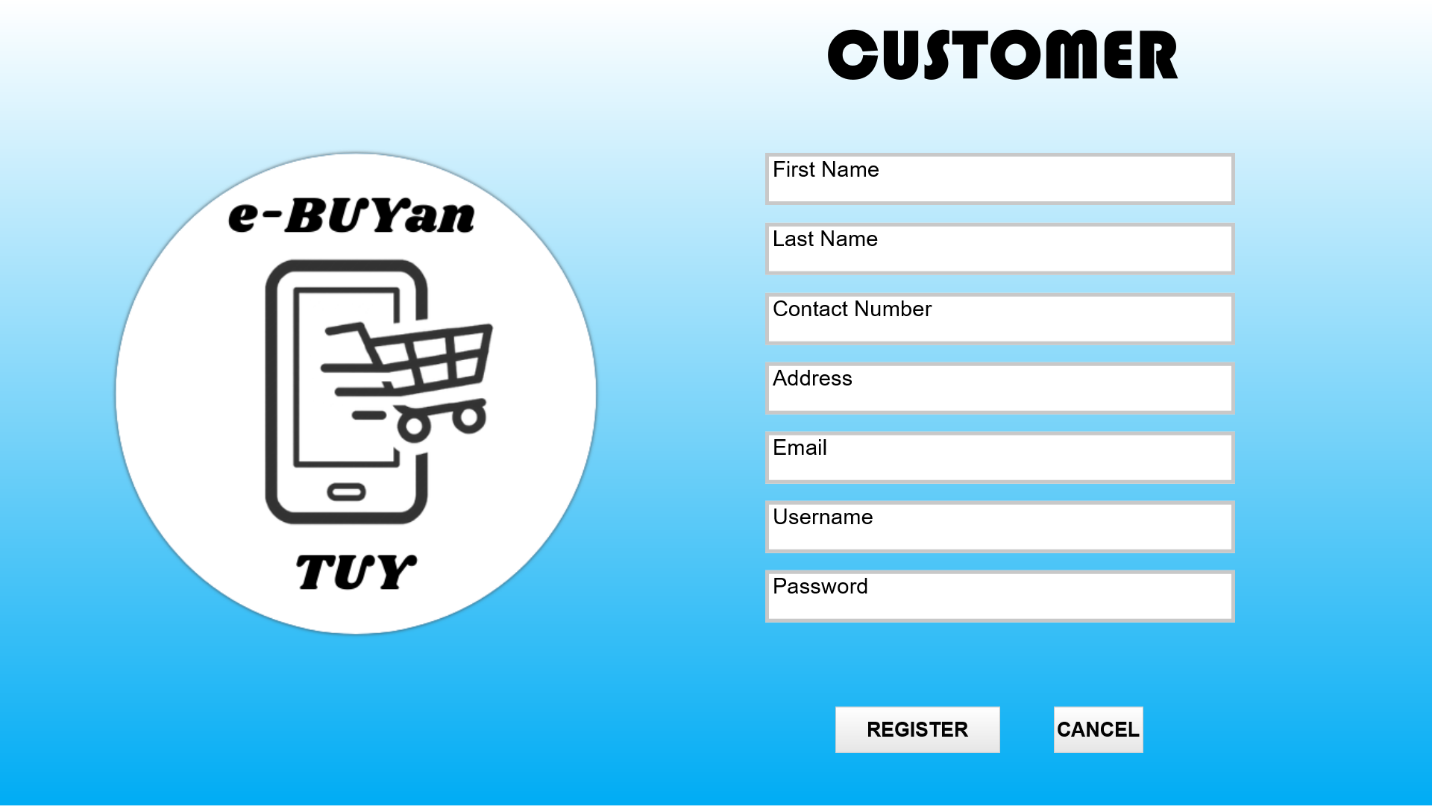 CUSTOMER
e-BUYan
TUY
First Name
Last Name
Contact Number
Address
Email
Username
Password
REGISTER CANCEL